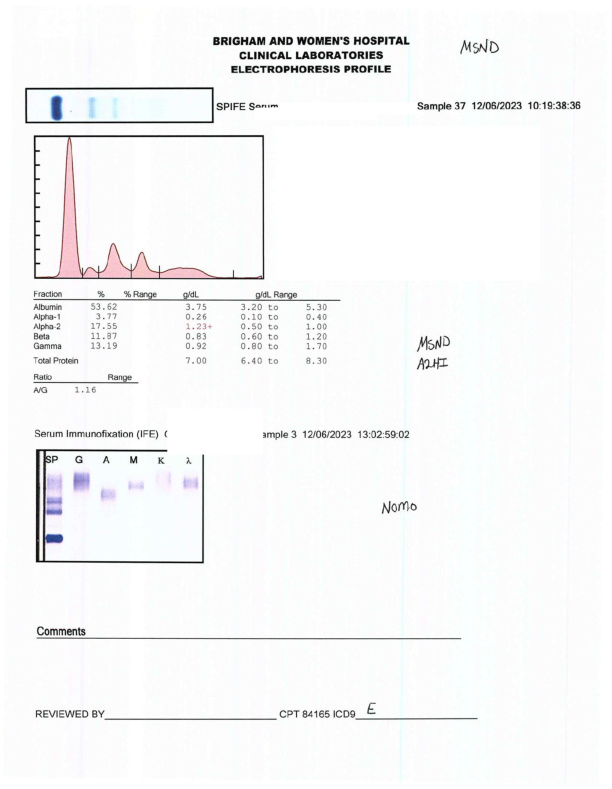 BRIGHAM AND WOMEN'S HOSPITAL
CLINICAL LABORATORIES
ELECTROPHORESIS PROFILE
MSND
SPIFE Serum
Sample 37 12/06/2023 10:19:38:36
Fraction % % Range g/dL g/dL Range
Albumin 53.62 3.75 3.20 to 5.30
Alpha-1 3.77 0.26 0.10 to 0.40
Alpha-2 17.55 1.23+ 0.50 to 1.00
Beta 11.87 0.83 0.60 to 1.20
Gamma 13.19 0.92 0.80 to 1.70
Total Protein 7.00 6.40 to 8.30
MSND
A2HI
Ratio Range
A/G 1.16
Serum Immunofixation (IFE) ample 3 12/06/2023 13:02:59:02
SP G A M K λ
NOMO
Comments
REVIEWED BY CPT 84165 ICD9 E